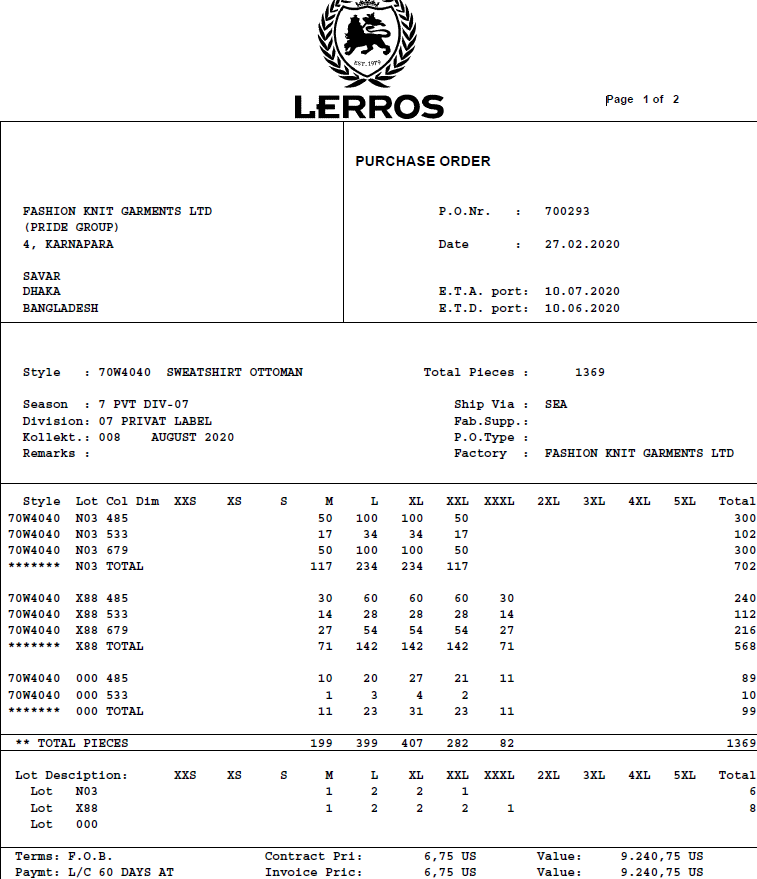 EST. 1979
LERROS
Page 1 of 2
PURCHASE ORDER
FASHION KNIT GARMENTS LTD P.O.Nr. : 700293
(PRIDE GROUP)
4, KARNAPARA Date : 27.02.2020
SAVAR
DHAKA E.T.A. port: 10.07.2020
BANGLADESH E.T.D. port: 10.06.2020
Style : 70W4040 SWEATSHIRT OTTOMAN Total Pieces : 1369
Season : 7 PVT DIV-07 Ship Via : SEA
Division: 07 PRIVAT LABEL Fab.Supp.:
Kollekt.: 008 AUGUST 2020 P.O.Type :
Remarks : Factory : FASHION KNIT GARMENTS LTD
Style Lot Col Dim XXS XS S M L XL XXL XXXL 2XL 3XL 4XL 5XL Total
70W4040 N03 485 50 100 100 50 300
70W4040 N03 533 17 34 34 17 102
70W4040 N03 679 50 100 100 50 300
******* N03 TOTAL 117 234 234 117 702
70W4040 X88 485 30 60 60 60 30 240
70W4040 X88 533 14 28 28 28 14 112
70W4040 X88 679 27 54 54 54 27 216
******* X88 TOTAL 71 142 142 142 71 568
70W4040 000 485 10 20 27 21 11 89
70W4040 000 533 1 3 4 2 10
******* 000 TOTAL 11 23 31 23 11 99
** TOTAL PIECES 199 399 407 282 82 1369
Lot Desciption: XXS XS S M L XL XXL XXXL 2XL 3XL 4XL 5XL Total
Lot N03 1 2 2 1 6
Lot X88 1 2 2 2 1 8
Lot 000
Terms: F.O.B. Contract Pri: 6,75 US Value: 9.240,75 US
Paymt: L/C 60 DAYS AT Invoice Pric: 6,75 US Value: 9.240,75 US